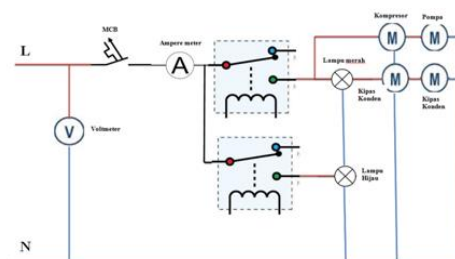 Kompresor
Pompa
MCB
Ampere meter
L
A
M
M
Lampu merah
Kipas
Konden
M
M
Kipas
Konden
V
Voltmeter
Lampu
Hijau
N